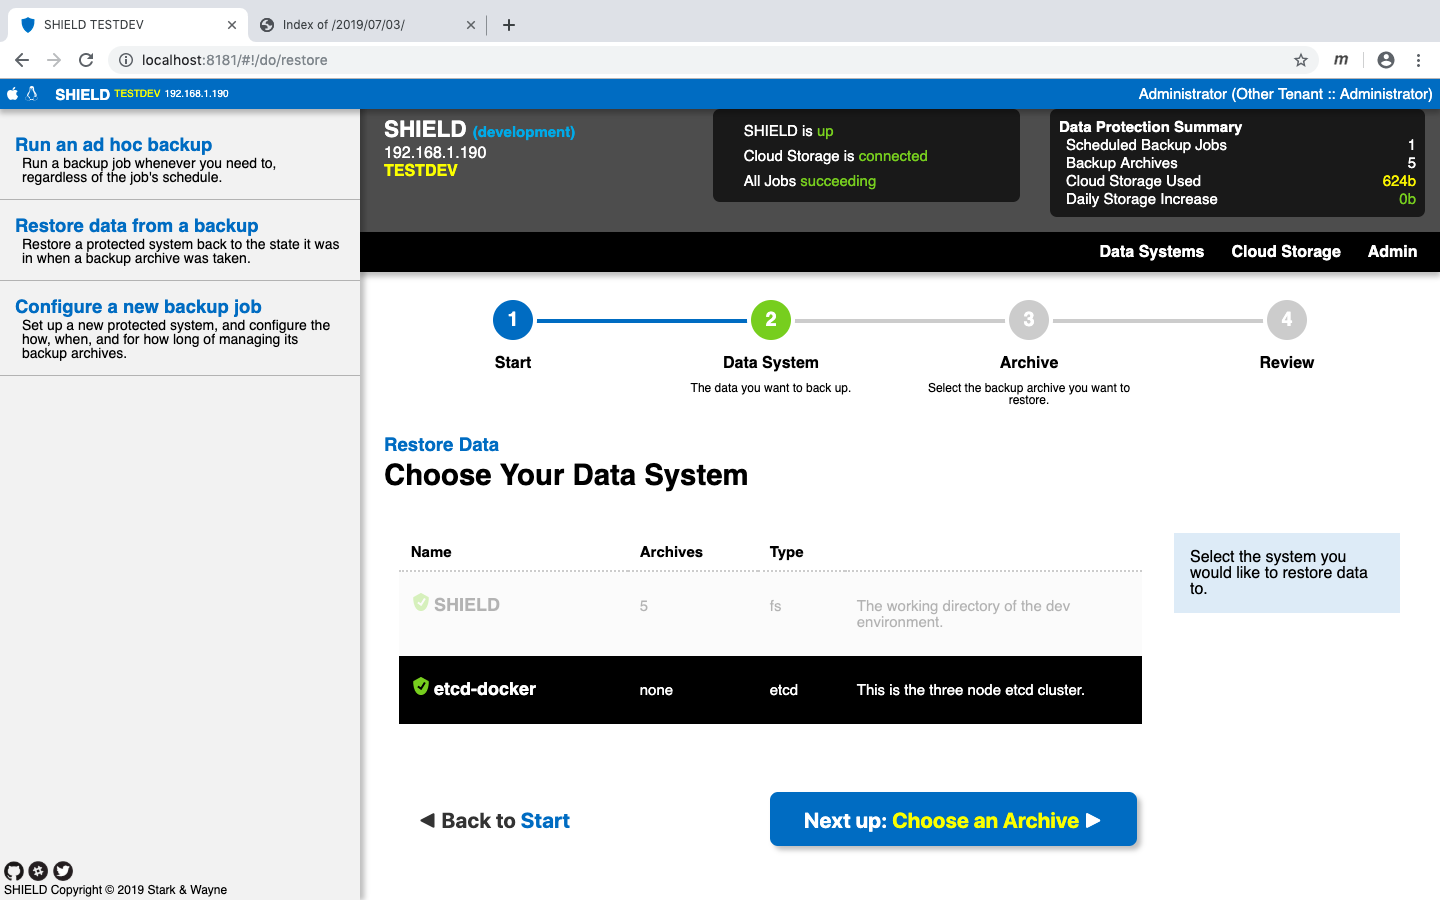 SHIELD TESTDEV
Index of /2019/07/03/
localhost:8181/#!/do/restore
m
SHIELD TESTDEV 192.168.1.190
Administrator (Other Tenant :: Administrator)
Run an ad hoc backup
Run a backup job whenever you need to,
regardless of the job's schedule.
Restore data from a backup
Restore a protected system back to the state it was
in when a backup archive was taken.
Configure a new backup job
Set up a new protected system, and configure the
how, when, and for how long of managing its
backup archives.
SHIELD Copyright © 2019 Stark & Wayne
SHIELD (development)
192.168.1.190
TESTDEV
SHIELD is up
Cloud Storage is connected
All Jobs succeeding
Data Protection Summary
Scheduled Backup Jobs 1
Backup Archives 5
Cloud Storage Used 624b
Daily Storage Increase 0b
Data Systems Cloud Storage Admin
1 2 3 4
Start Data System Archive Review
The data you want to back up.
Select the backup archive you want to
restore.
Restore Data
Choose Your Data System
Name Archives Type
SHIELD 5 fs The working directory of the dev
environment.
etcd-docker none etcd This is the three node etcd cluster.
Select the system you
would like to restore data
to.
Back to Start
Next up: Choose an Archive